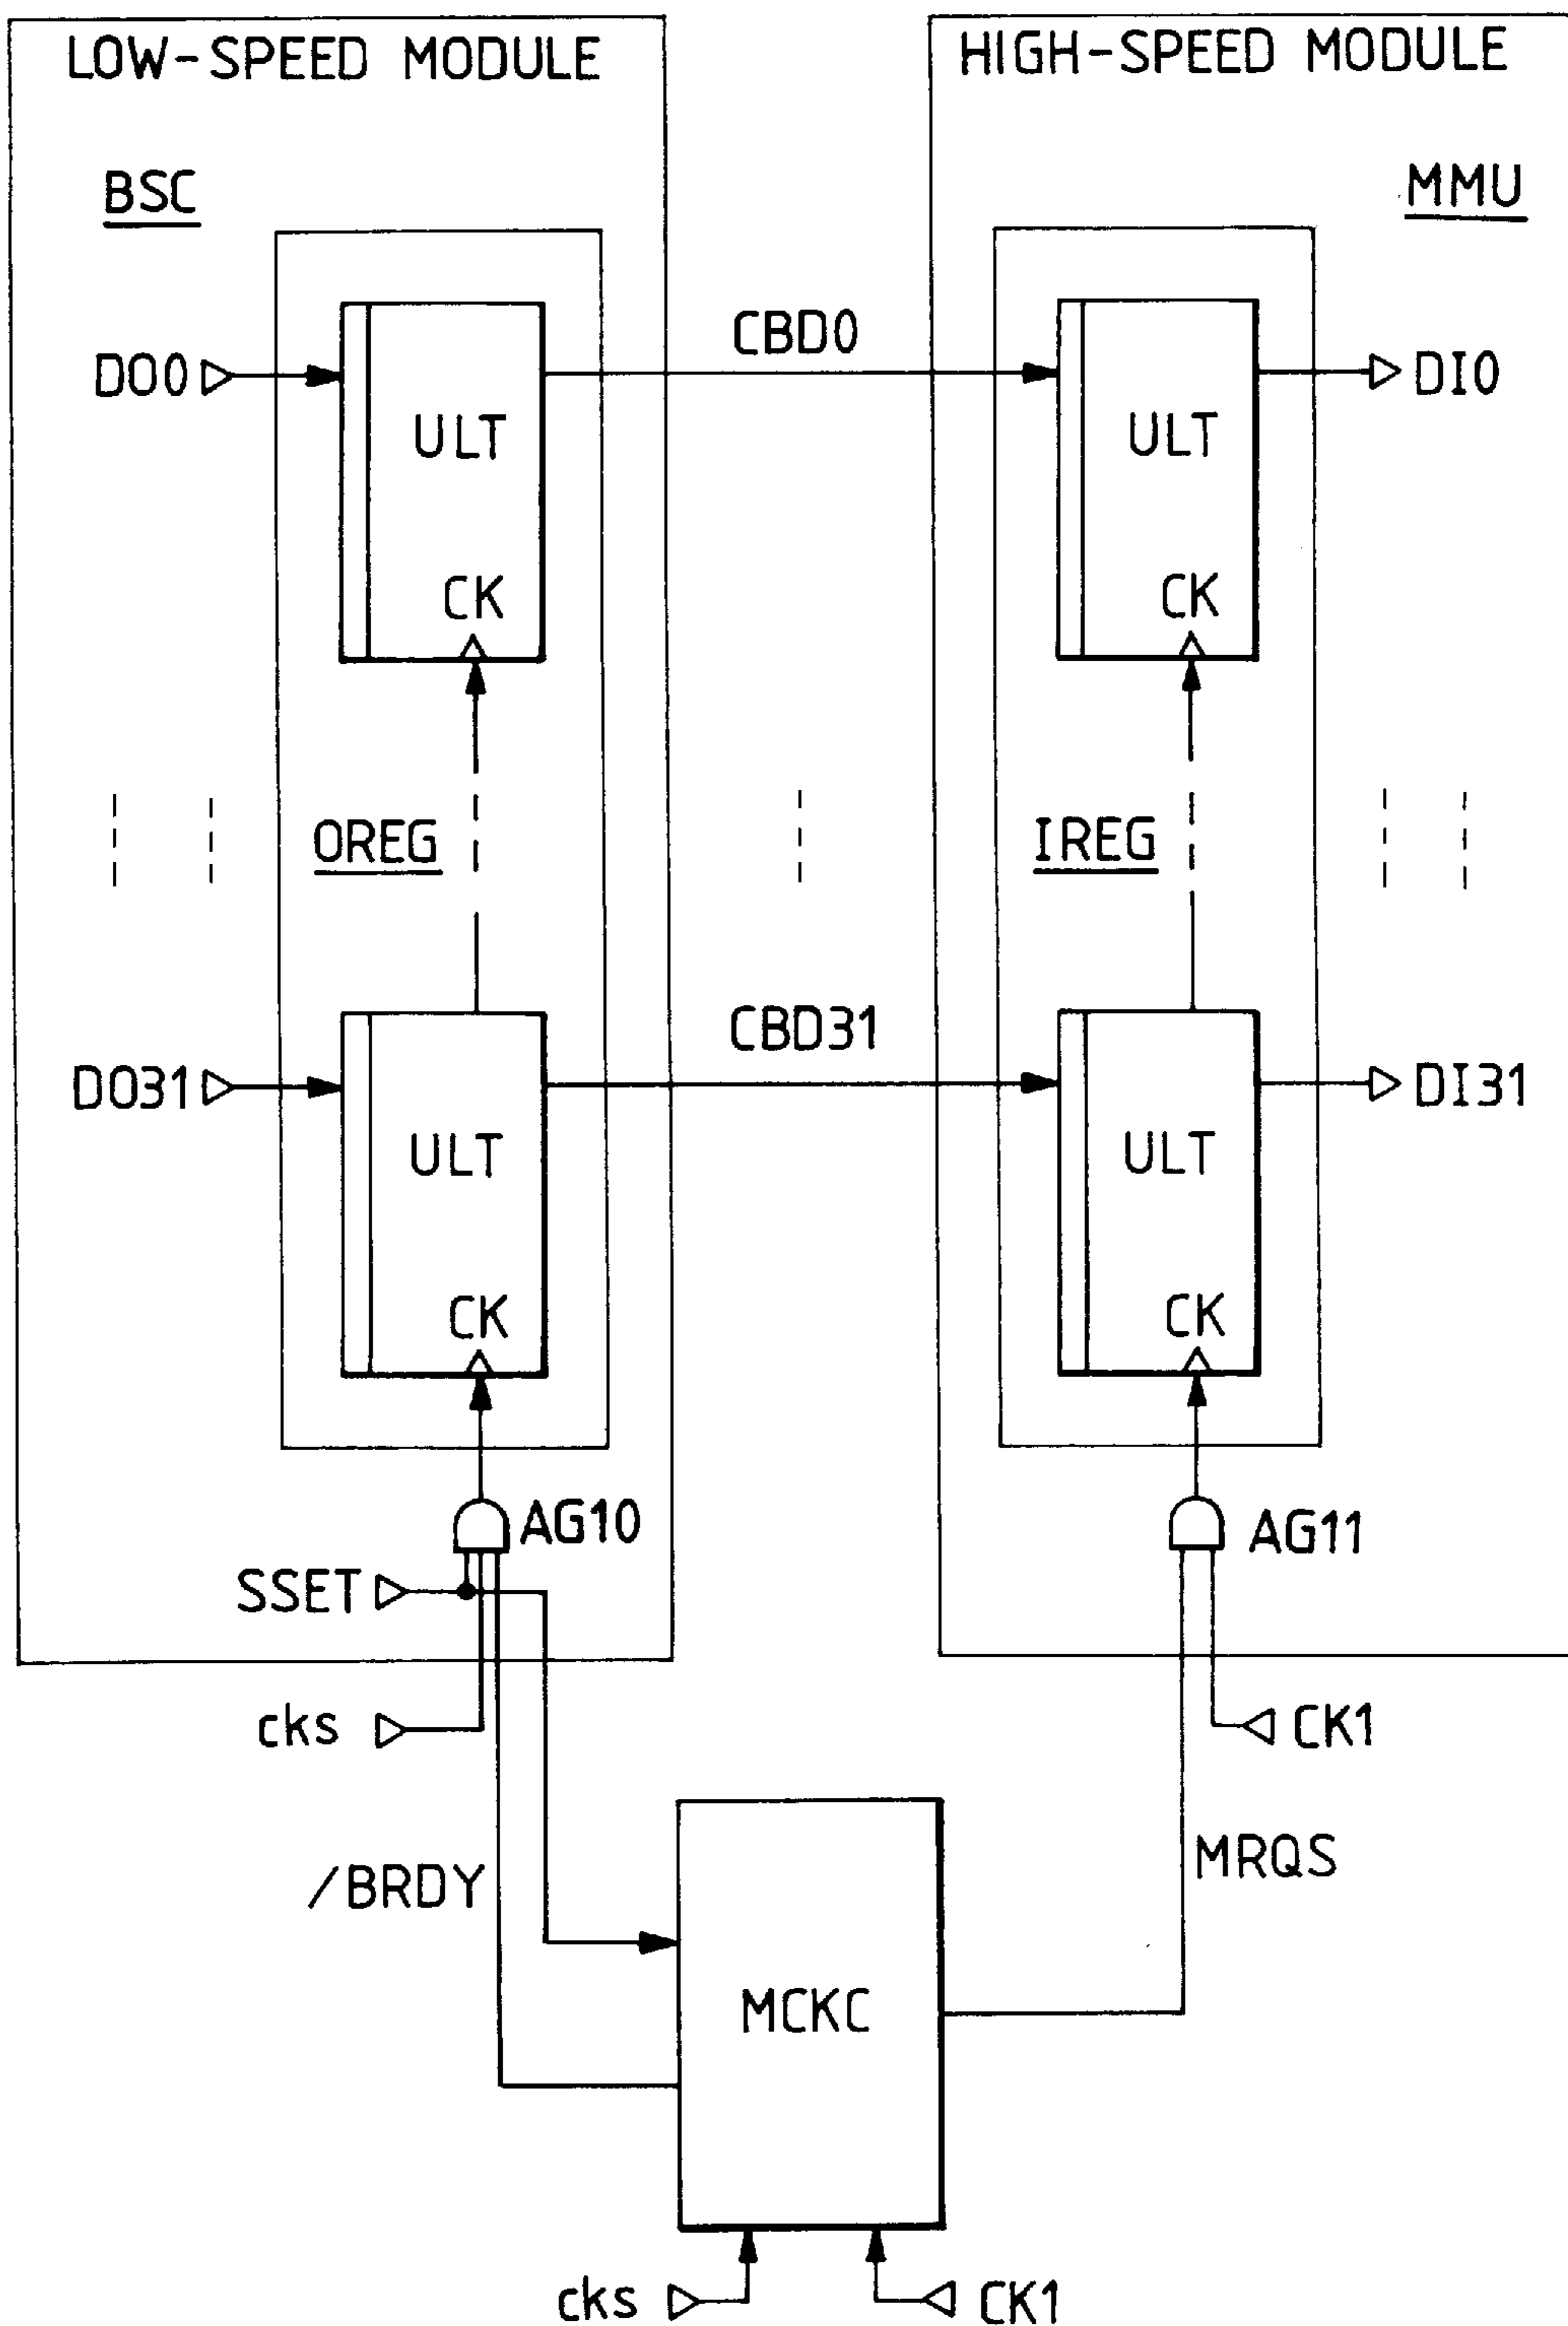 LOW-SPEED MODULE
HIGH-SPEED MODULE
BSC
MMU
CBD0
DO0
ULT
ULT
DI0
CK
CK
OREG
IREG
CBD31
DO31
ULT
ULT
DI31
CK
CK
AG10
AG11
SSET
cks
CK1
/BRDY
MRQS
MCKC
cks
CK1